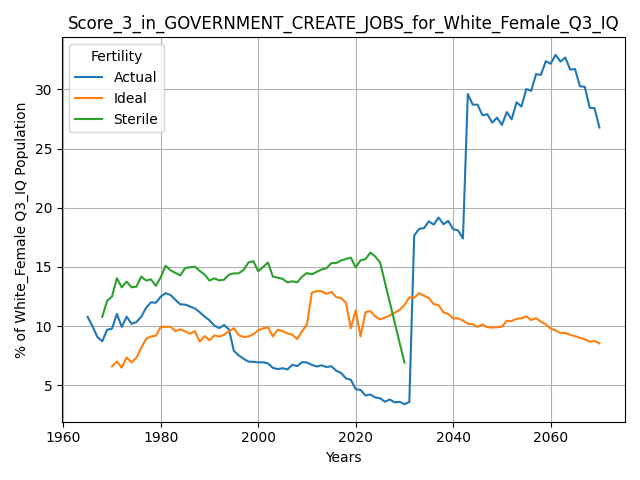 Score_3_in_GOVERNMENT_CREATE_JOBS_for_White_Female_Q3_IQ
Fertility
Actual
Ideal
Sterile
% of White_Female Q3_IQ Population
30
25
20
15
10
5
1960
1980
2000
2020
2040
2060
Years